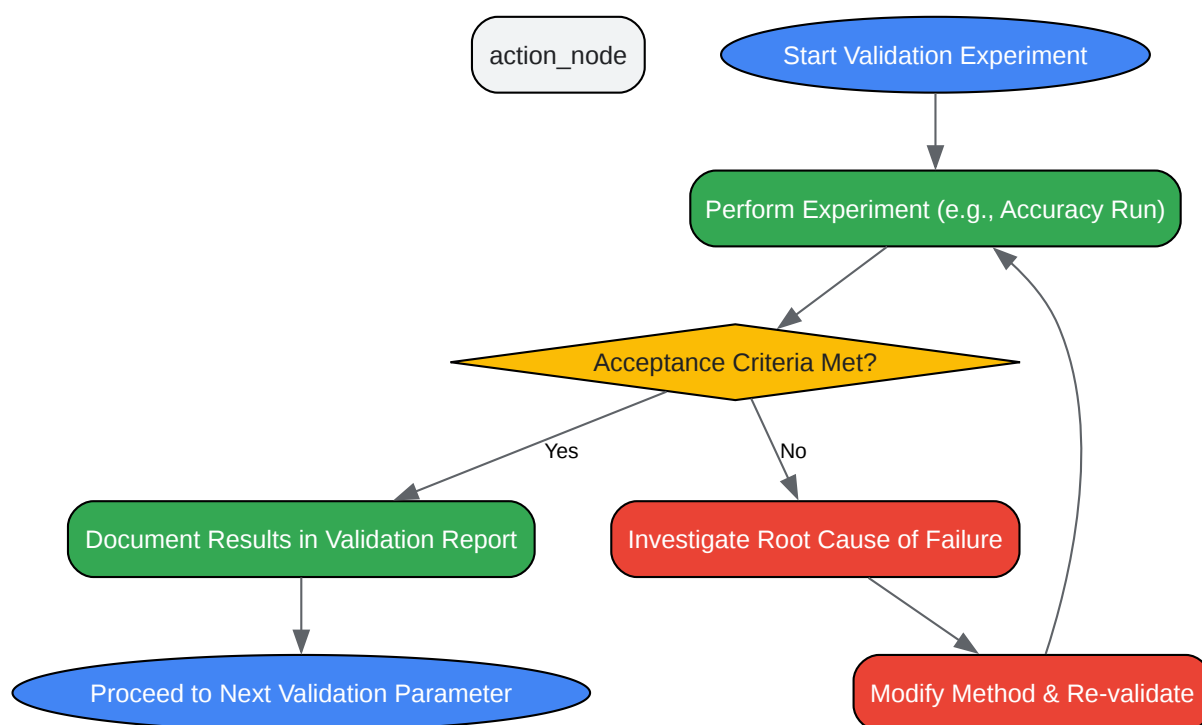 action_node
Start Validation Experiment
Perform Experiment (e.g., Accuracy Run)
Acceptance Criteria Met?
Yes
No
Document Results in Validation Report
Investigate Root Cause of Failure
Proceed to Next Validation Parameter
Modify Method & Re-validate